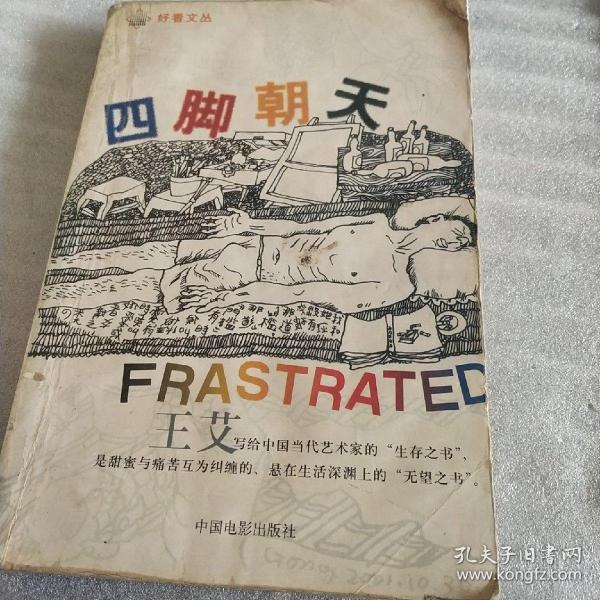 好看文丛
四脚朝天
FRASTRATED
王艾写给中国当代艺术家的“生存之书”，
是甜蜜与痛苦互为纠缠的、悬在生活深渊上的“无望之书”。
中国电影出版社
孔夫子旧书网
www.kongfz.com